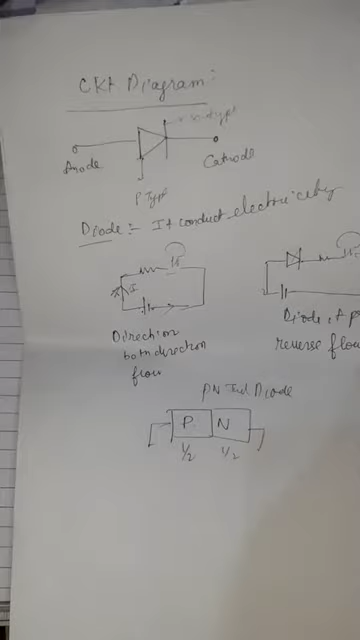 CKt Diagram:
n-type
Anode
Cathode
P Type
Diode :- It conduct electricity
I
Direction
both direction
flow
Diode, it
reverse flow
PN Diode
P N
1/2 1/2